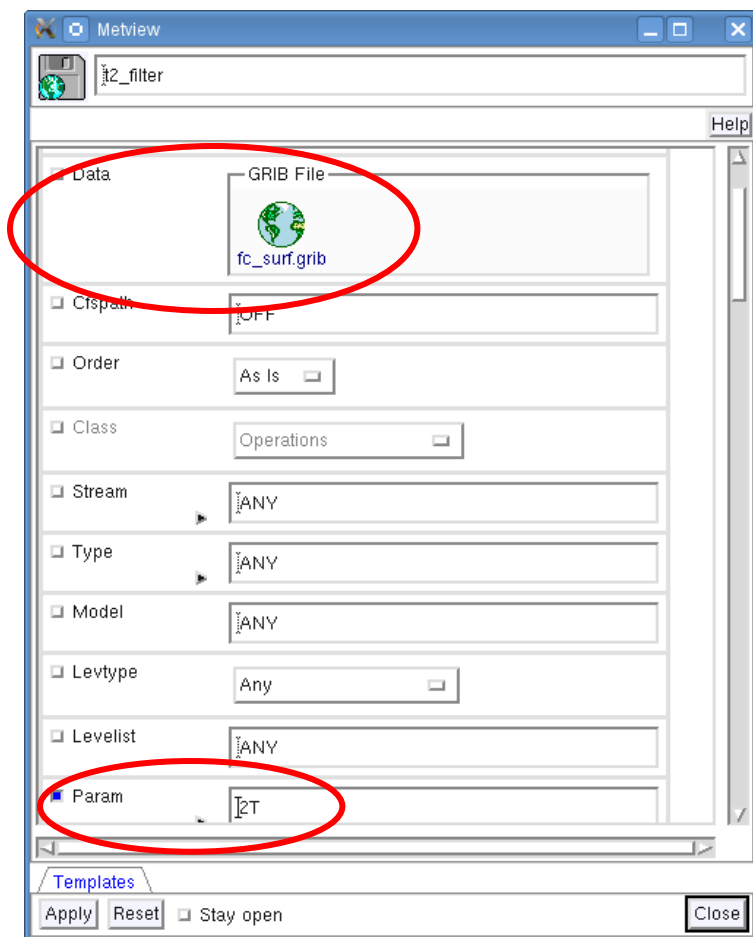 Metview
t2_filter
Help
Data
GRIB File
fc_surf.grib
Cfspath
OFF
Order
As Is
Class
Operations
Stream
ANY
Type
ANY
Model
ANY
Levtype
Any
Levelist
ANY
Param
2T
Templates
Apply Reset Stay open Close